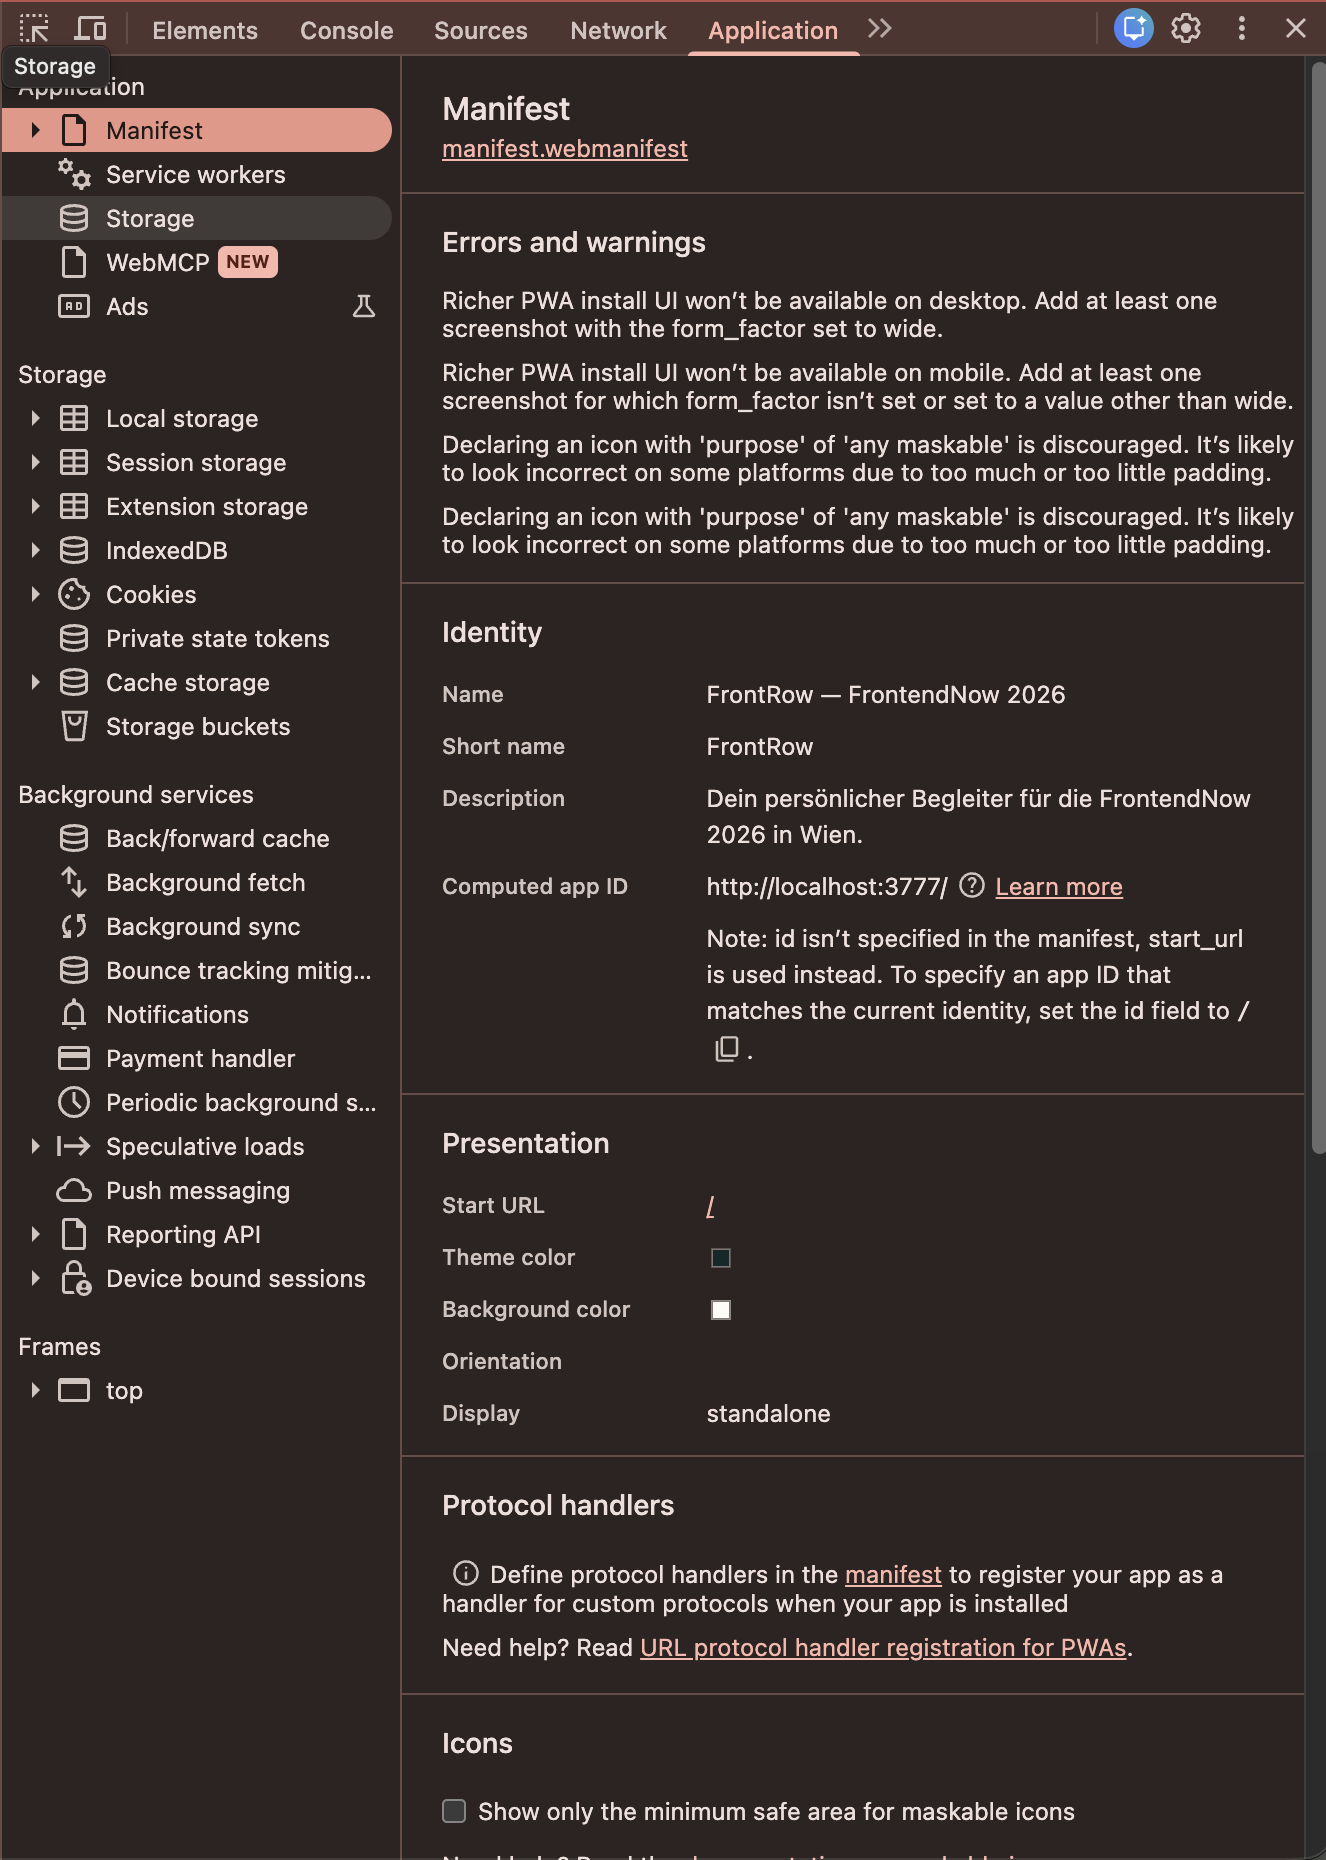 Elements
Console
Sources
Network
Application
Storage
Application
Manifest
Service workers
Storage
WebMCP NEW
AD Ads
Storage
Local storage
Session storage
Extension storage
IndexedDB
Cookies
Private state tokens
Cache storage
Storage buckets
Background services
Back/forward cache
Background fetch
Background sync
Bounce tracking mitig...
Notifications
Payment handler
Periodic background s...
Speculative loads
Push messaging
Reporting API
Device bound sessions
Frames
top
Manifest
manifest.webmanifest
Errors and warnings
Richer PWA install UI won’t be available on desktop. Add at least one
screenshot with the form_factor set to wide.
Richer PWA install UI won’t be available on mobile. Add at least one
screenshot for which form_factor isn’t set or set to a value other than wide.
Declaring an icon with 'purpose' of 'any maskable' is discouraged. It’s likely
to look incorrect on some platforms due to too much or too little padding.
Declaring an icon with 'purpose' of 'any maskable' is discouraged. It’s likely
to look incorrect on some platforms due to too much or too little padding.
Identity
Name FrontRow — FrontendNow 2026
Short name FrontRow
Description Dein persönlicher Begleiter für die FrontendNow
2026 in Wien.
Computed app ID http://localhost:3777/ Learn more
Note: id isn’t specified in the manifest, start_url
is used instead. To specify an app ID that
matches the current identity, set the id field to /
.
Presentation
Start URL /
Theme color
Background color
Orientation
Display standalone
Protocol handlers
Define protocol handlers in the manifest to register your app as a
handler for custom protocols when your app is installed
Need help? Read URL protocol handler registration for PWAs.
Icons
Show only the minimum safe area for maskable icons